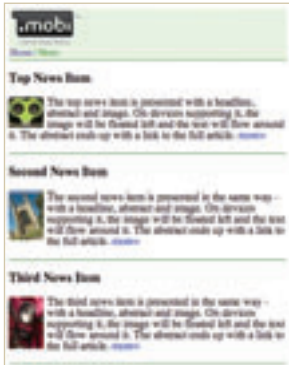 .mobi
Home / News
Top News Item
The top news item is presented with a headline,
abstract and image. On devices supporting it, the
image will be floated left and the text will flow around
it. The abstract ends up with a link to the full article. more»
Second News Item
The second news item is presented in the same way -
with a headline, abstract and image. On devices
supporting it, the image will be floated left and the text
will flow around it. The abstract ends up with a link to
the full article. more»
Third News Item
The third news item is presented in the same way -
with a headline, abstract and image. On devices
supporting it, the image will be floated left and the text
will flow around it. The abstract ends up with a link to
the full article. more»